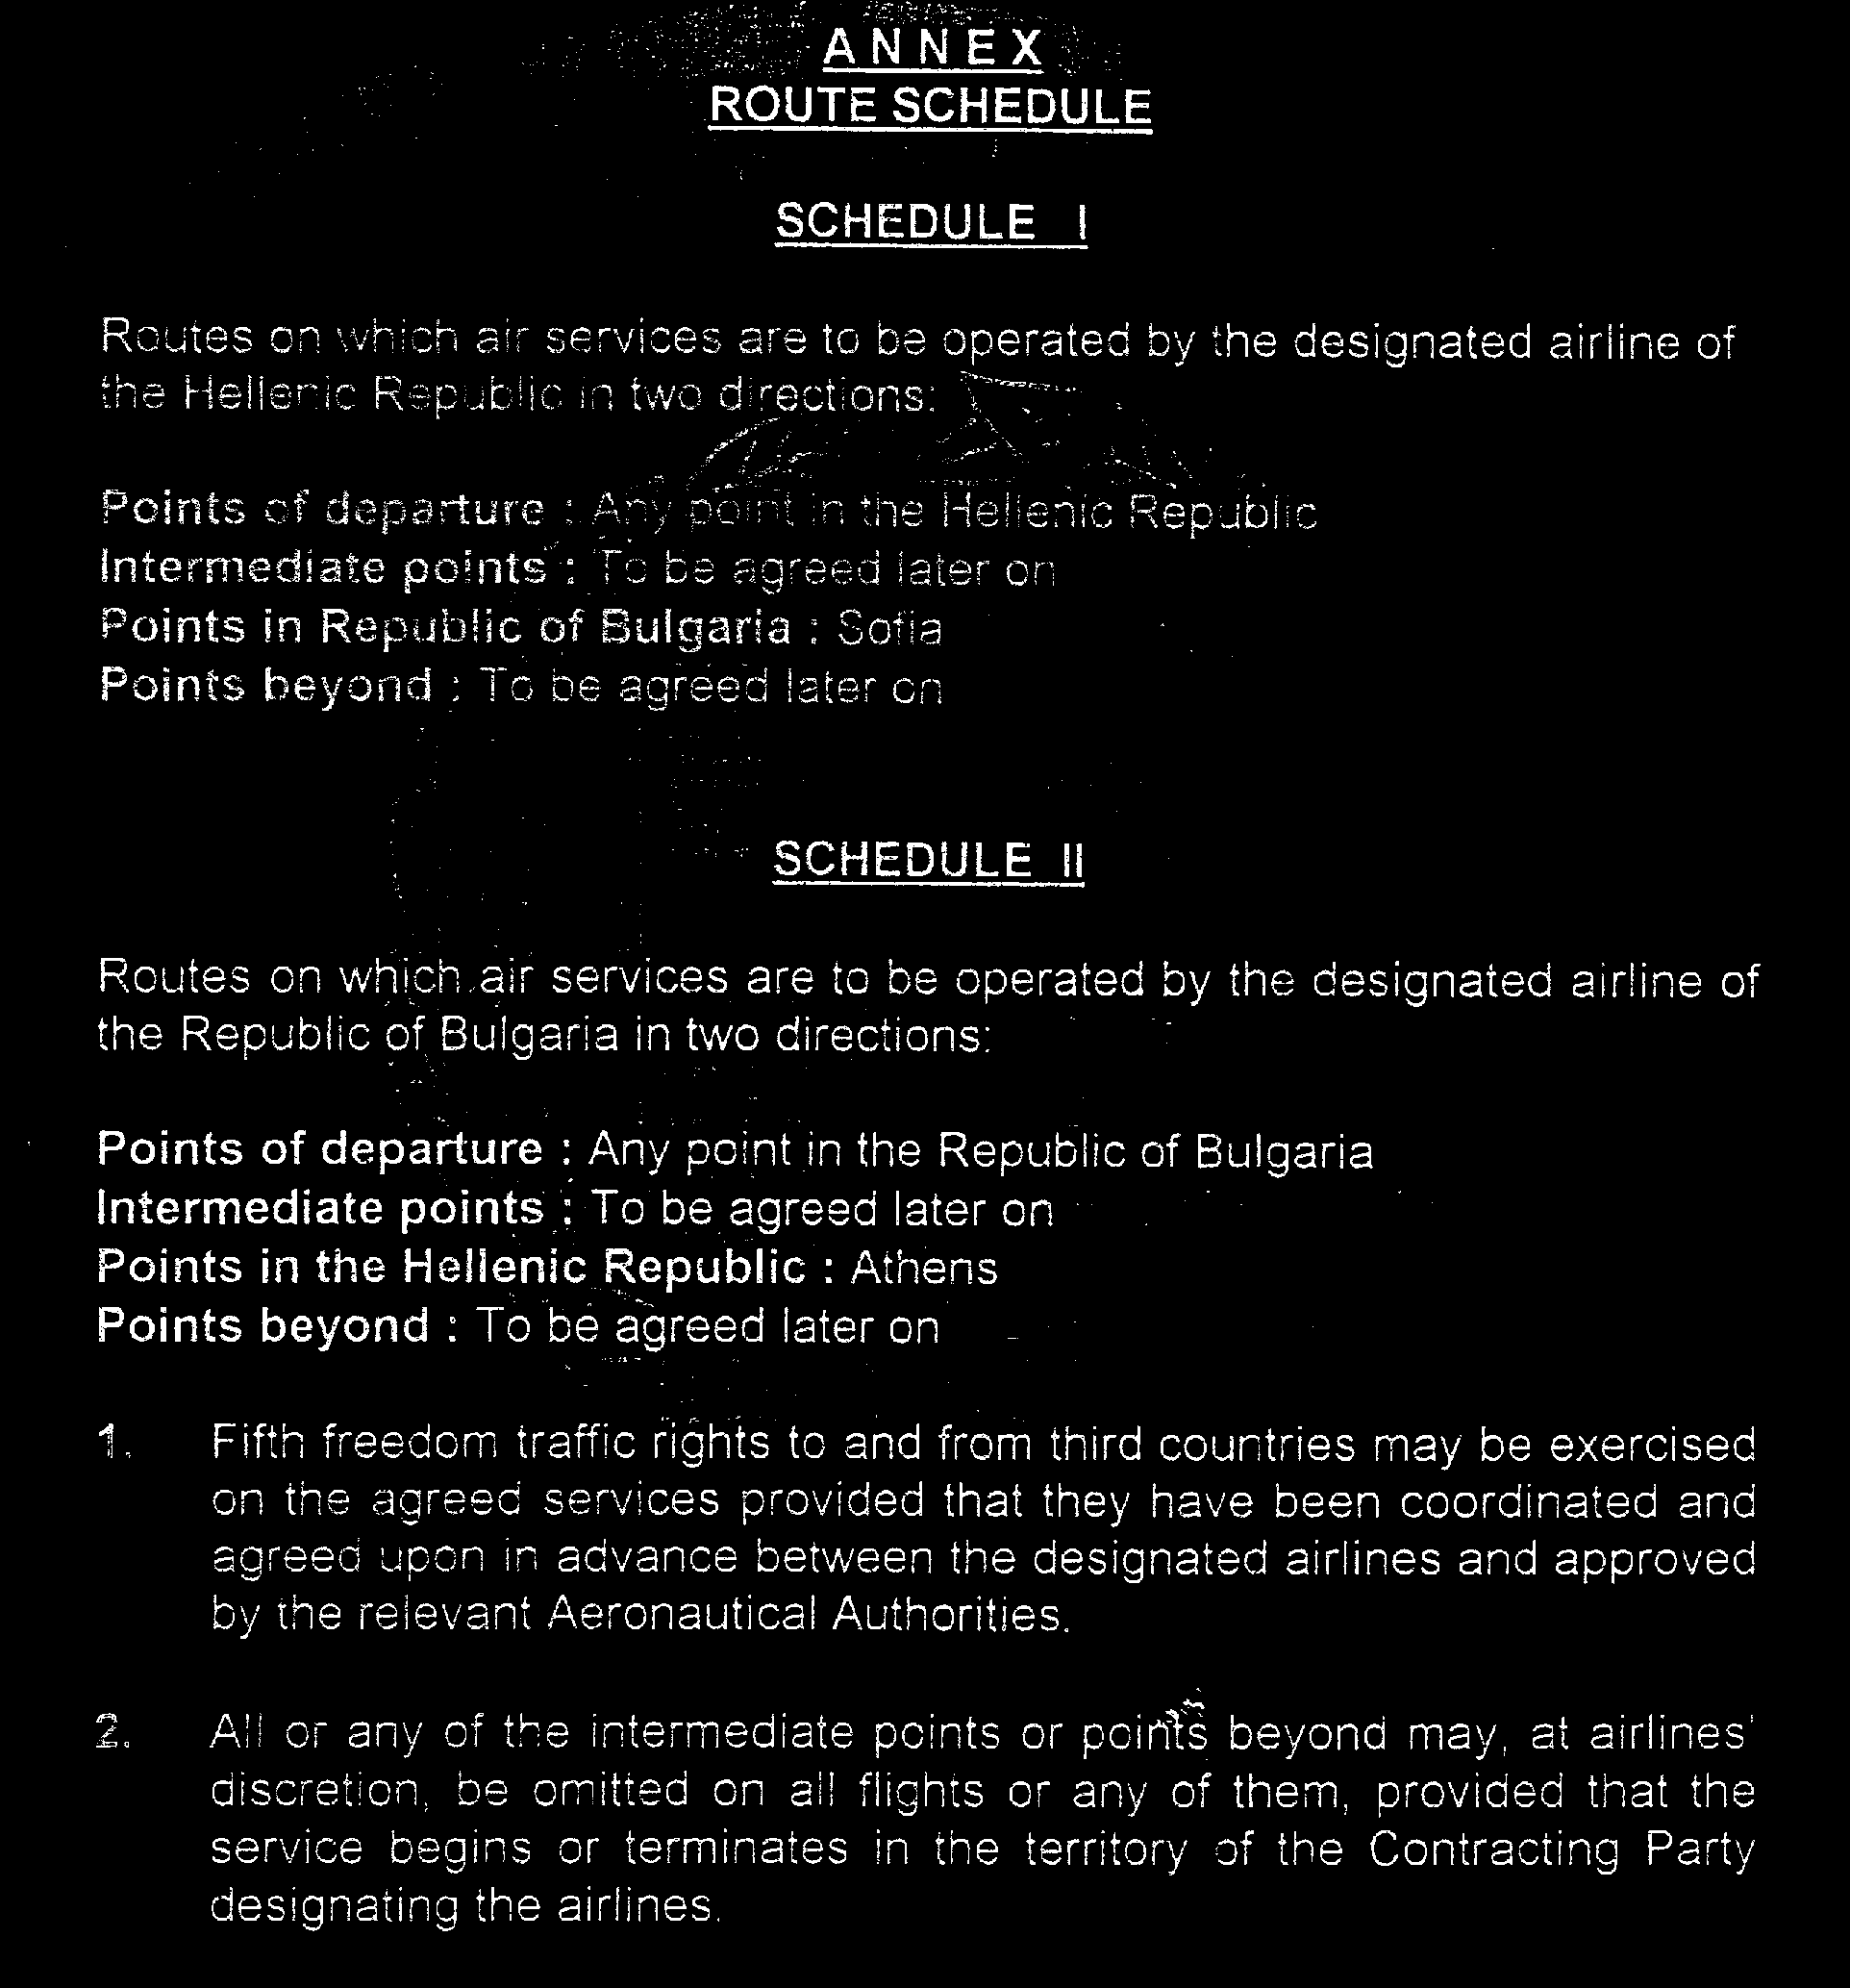 A N N E X
ROUTE SCHEDULE
SCHEDULE I
Routes on which air services are to be operated by the designated airline of
the Hellenic Republic in two directions:
Points of departure : Any point in the Hellenic Republic
Intermediate points : To be agreed later on
Points in Republic of Bulgaria : Sofia
Points beyond : To be agreed later on
SCHEDULE II
Routes on which air services are to be operated by the designated airline of
the Republic of Bulgaria in two directions:
Points of departure : Any point in the Republic of Bulgaria
Intermediate points : To be agreed later on
Points in the Hellenic Republic : Athens
Points beyond : To be agreed later on
1. Fifth freedom traffic rights to and from third countries may be exercised
on the agreed services provided that they have been coordinated and
agreed upon in advance between the designated airlines and approved
by the relevant Aeronautical Authorities.
2. All or any of the intermediate points or points beyond may, at airlines'
discretion, be omitted on all flights or any of them, provided that the
service begins or terminates in the territory of the Contracting Party
designating the airlines.